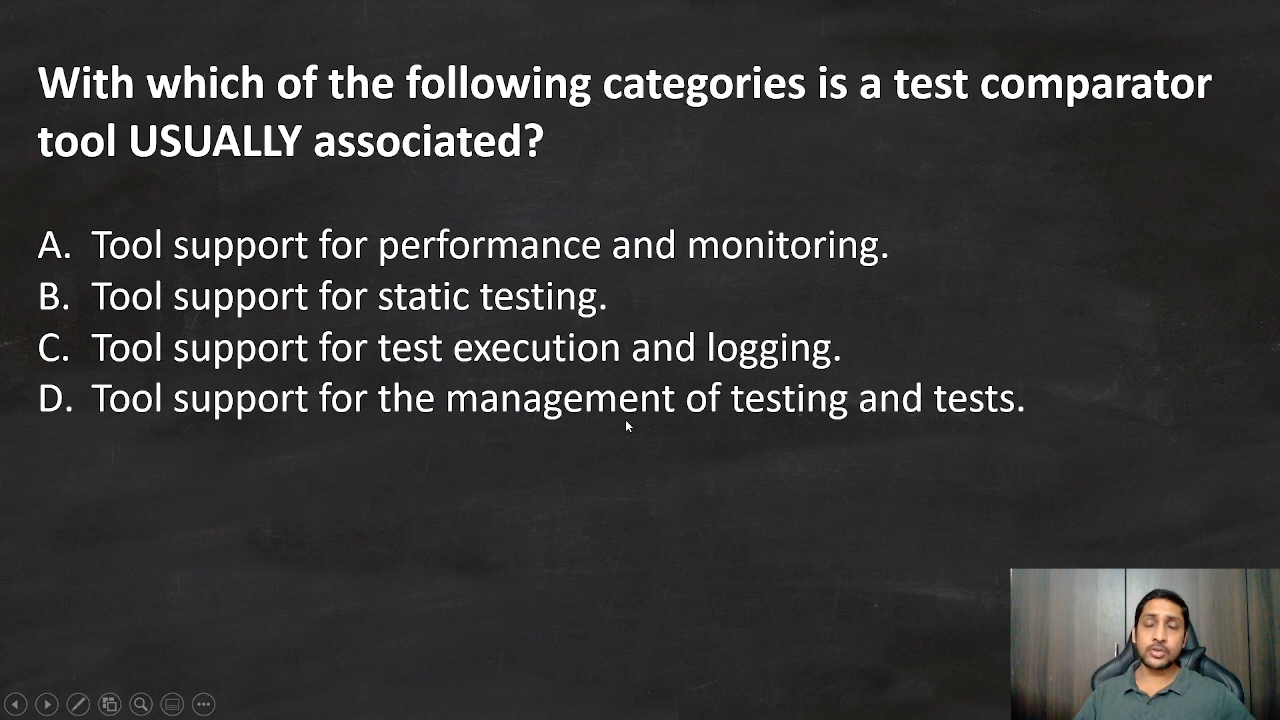 With which of the following categories is a test comparator
tool USUALLY associated?
A. Tool support for performance and monitoring.
B. Tool support for static testing.
C. Tool support for test execution and logging.
D. Tool support for the management of testing and tests.